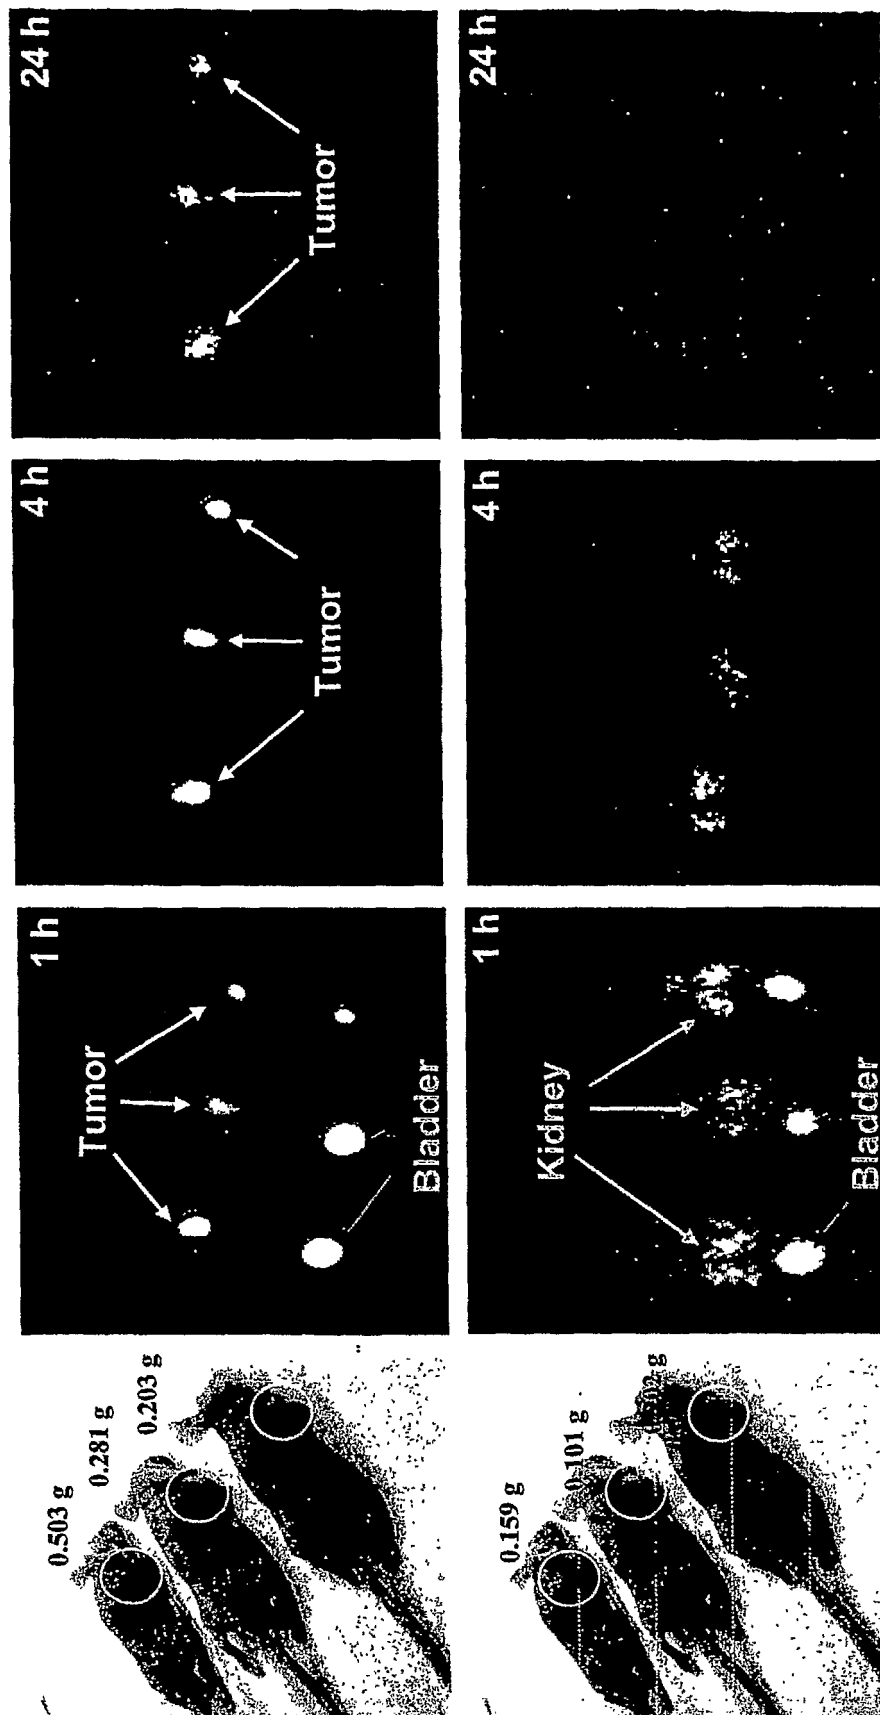 0.503 g
0.281 g
0.203 g
1 h
Tumor
Bladder
4 h
Tumor
24 h
Tumor
0.159 g
0.101 g
1 h
Kidney
Bladder
4 h
24 h